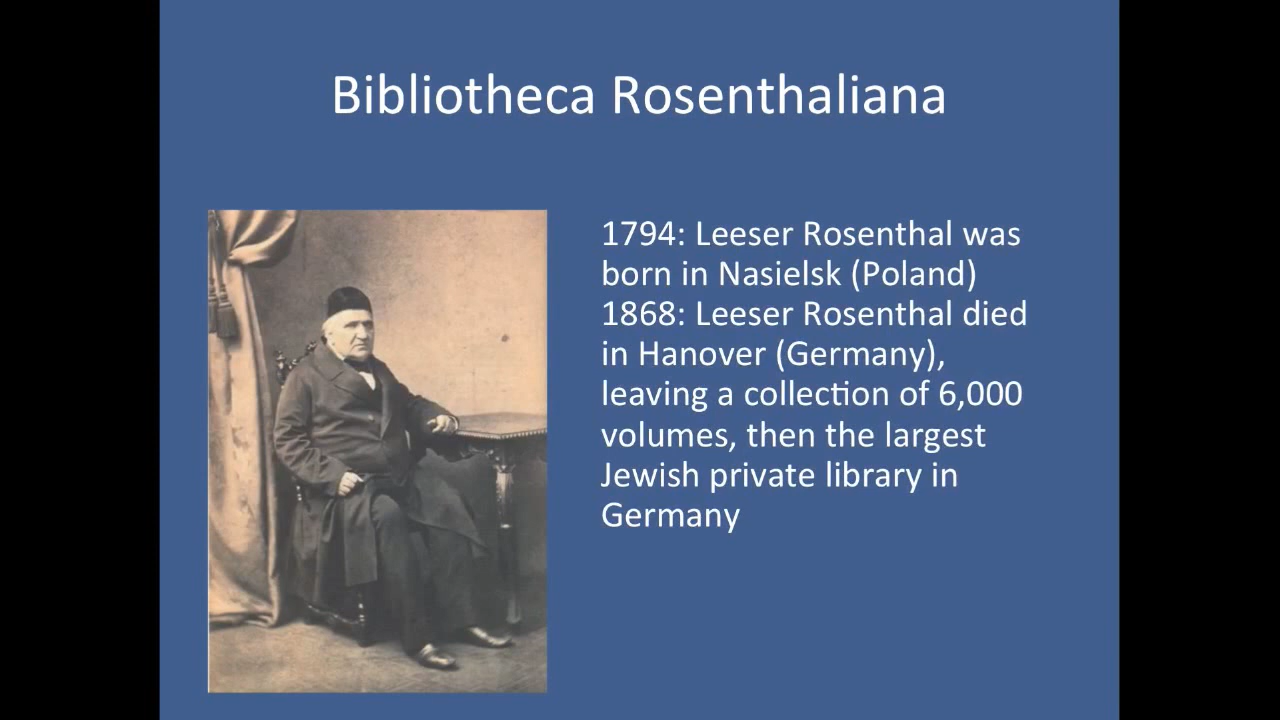 Bibliotheca Rosenthaliana
1794: Leeser Rosenthal was
born in Nasielsk (Poland)
1868: Leeser Rosenthal died
in Hanover (Germany),
leaving a collection of 6,000
volumes, then the largest
Jewish private library in
Germany